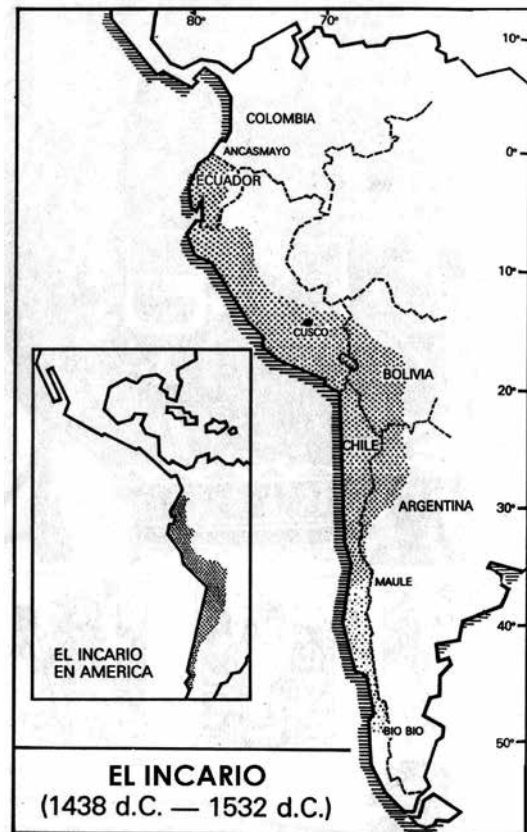 80°
70°
10°
COLOMBIA
ANCASMAYO
0°
ECUADOR
10°
CUSCO
BOLIVIA
20°
CHILE
30°
ARGENTINA
MAULE
40°
BIO BIO
50°
EL INCARIO
EN AMERICA
EL INCARIO
(1438 d.C. — 1532 d.C.)